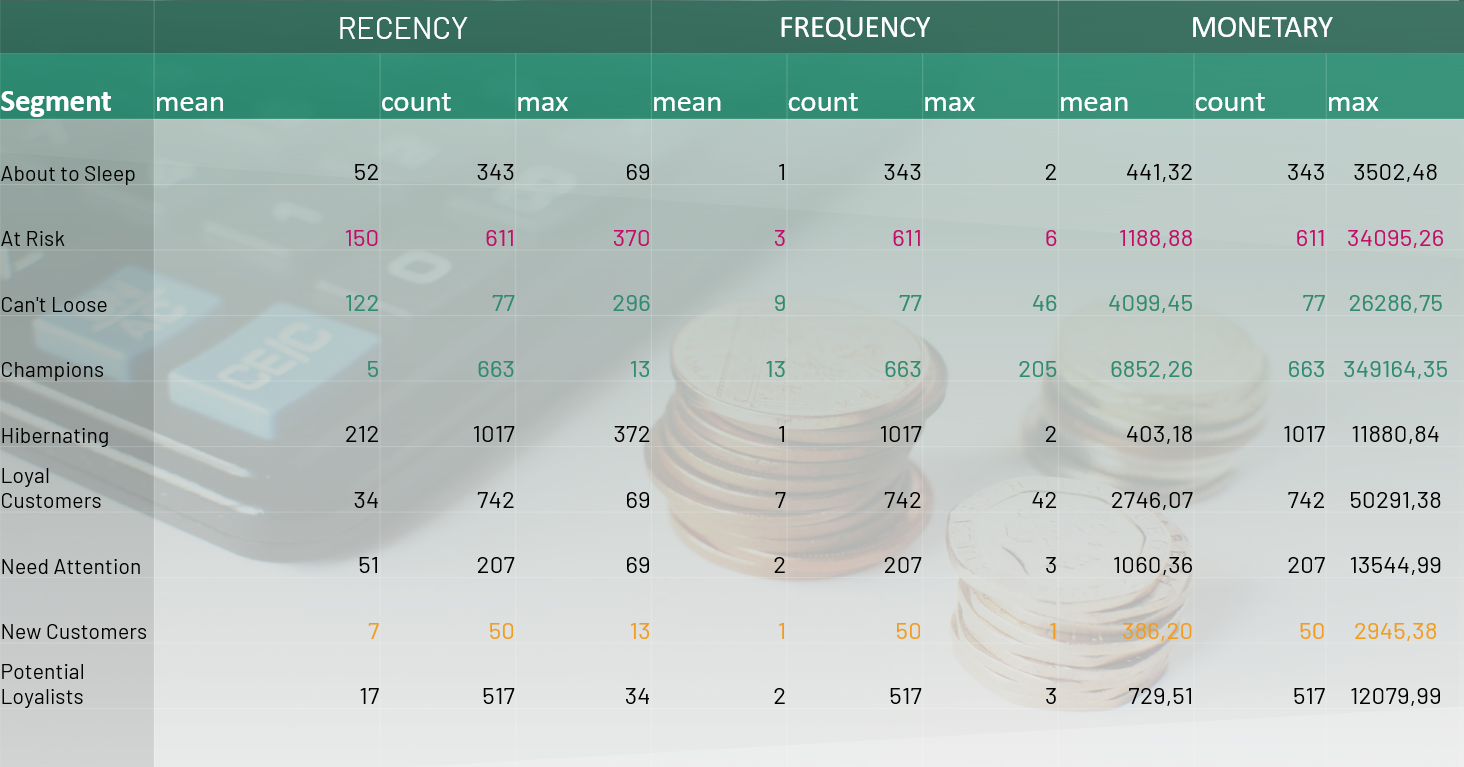 RECENCY FREQUENCY MONETARY
Segment mean count max mean count max mean count max
About to Sleep 52 343 69 1 343 2 441,32 343 3502,48
At Risk 150 611 370 3 611 6 1188,88 611 34095,26
Can't Loose 122 77 296 9 77 46 4099,45 77 26286,75
Champions 5 663 13 13 663 205 6852,26 663 349164,35
Hibernating 212 1017 372 1 1017 2 403,18 1017 11880,84
Loyal
Customers 34 742 69 7 742 42 2746,07 742 50291,38
Need Attention 51 207 69 2 207 3 1060,36 207 13544,99
New Customers 7 50 13 1 50 1 386,20 50 2945,38
Potential
Loyalists 17 517 34 2 517 3 729,51 517 12079,99
CE|C
AC
0
1